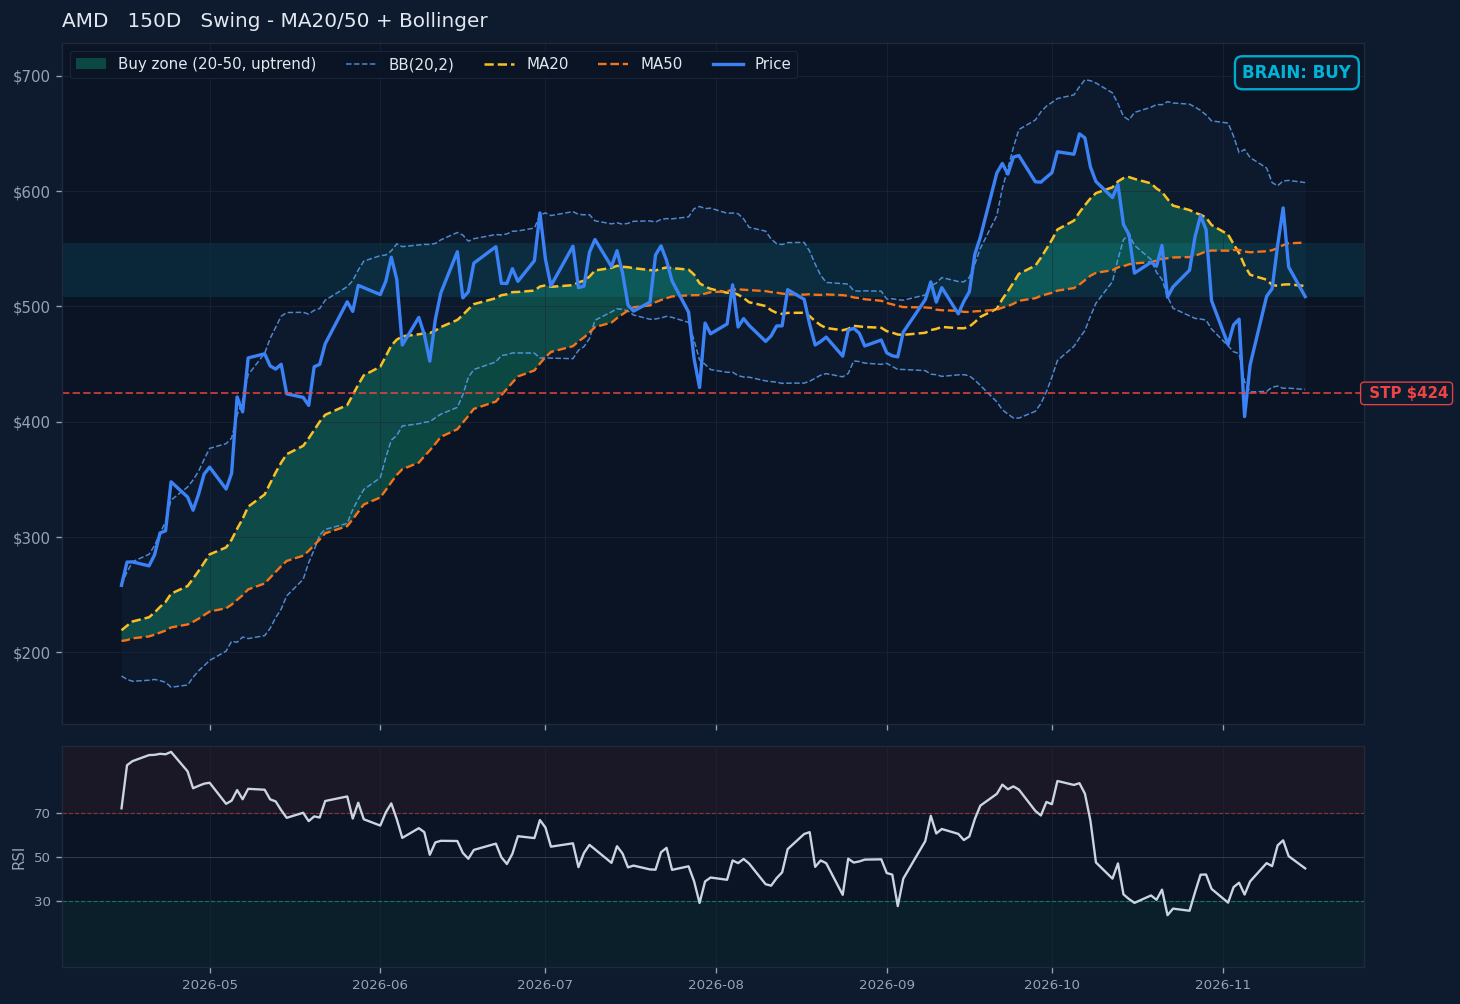 AMD   150D   Swing - MA20/50 + Bollinger
Buy zone (20-50, uptrend)   BB(20,2)   MA20   MA50   Price
BRAIN: BUY
$700
$600
$500
$400
$300
$200
STP $424
RSI
70
50
30
2026-05   2026-06   2026-07   2026-08   2026-09   2026-10   2026-11